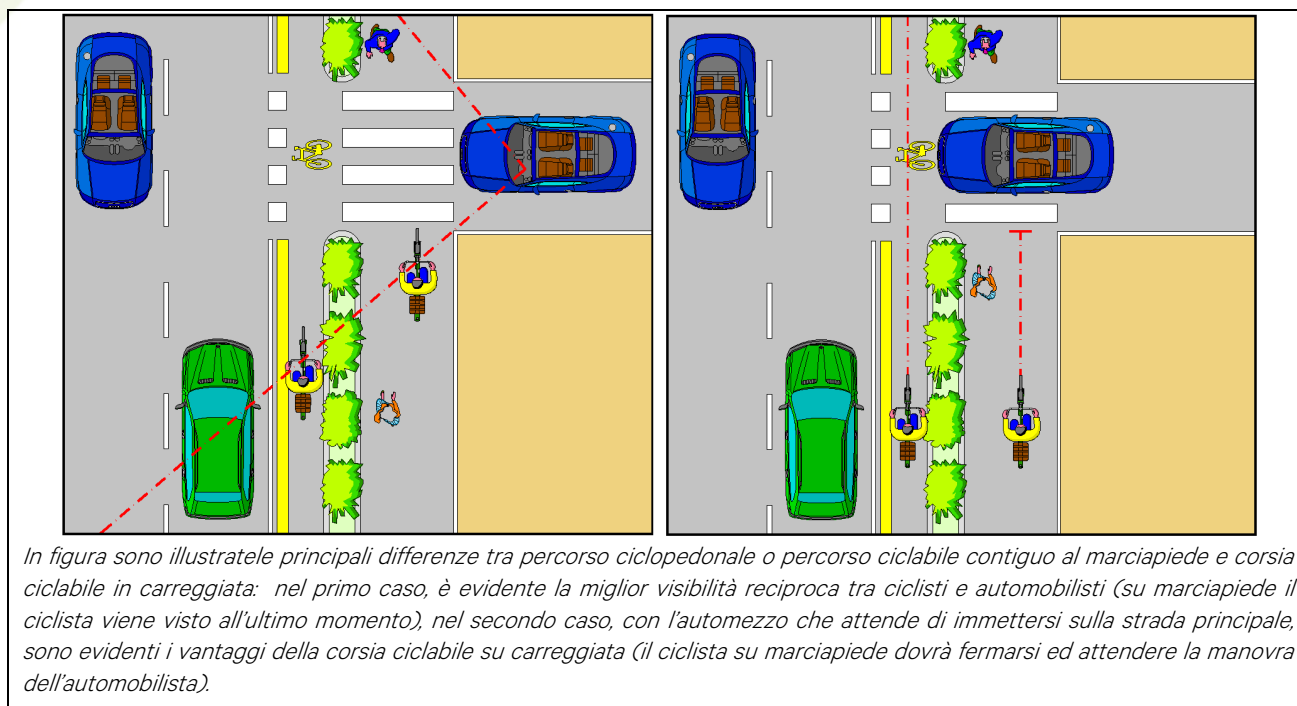 In figura sono illustratele principali differenze tra percorso ciclopedonale o percorso ciclabile contiguo al marciapiede e corsia
ciclabile in carreggiata: nel primo caso, è evidente la miglior visibilità reciproca tra ciclisti e automobilisti (su marciapiede il
ciclista viene visto all'ultimo momento), nel secondo caso, con l'automezzo che attende di immettersi sulla strada principale,
sono evidenti i vantaggi della corsia ciclabile su carreggiata (il ciclista su marciapiede dovrà fermarsi ed attendere la manovra
dell'automobilista).